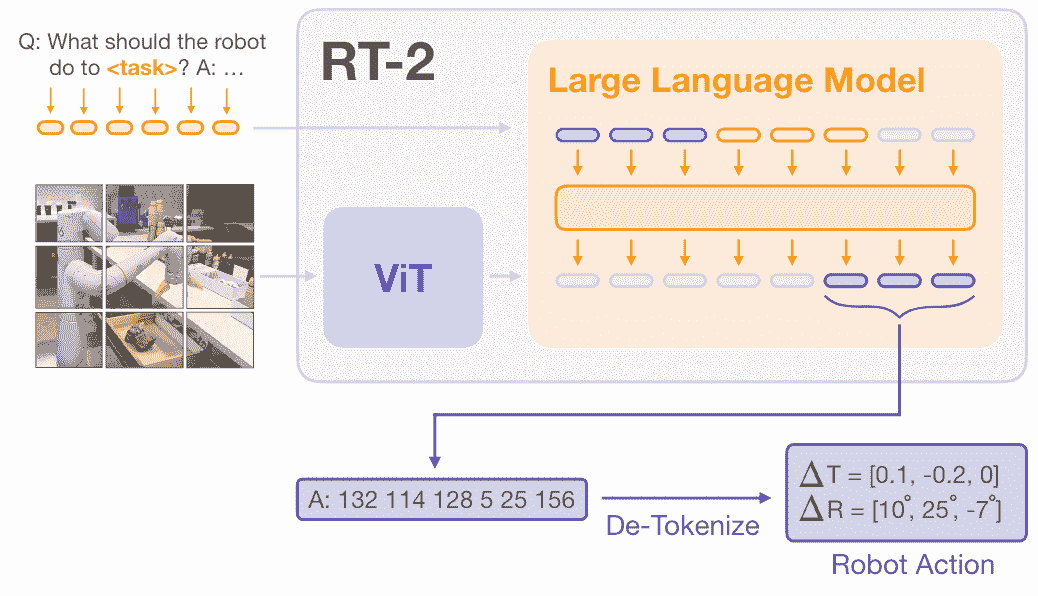 Q: What should the robot
do to <task>? A: ...
RT-2
Large Language Model
ViT
A: 132 114 128 5 25 156
De-Tokenize
ΔT = [0.1, -0.2, 0]
ΔR = [10°, 25°, -7°]
Robot Action